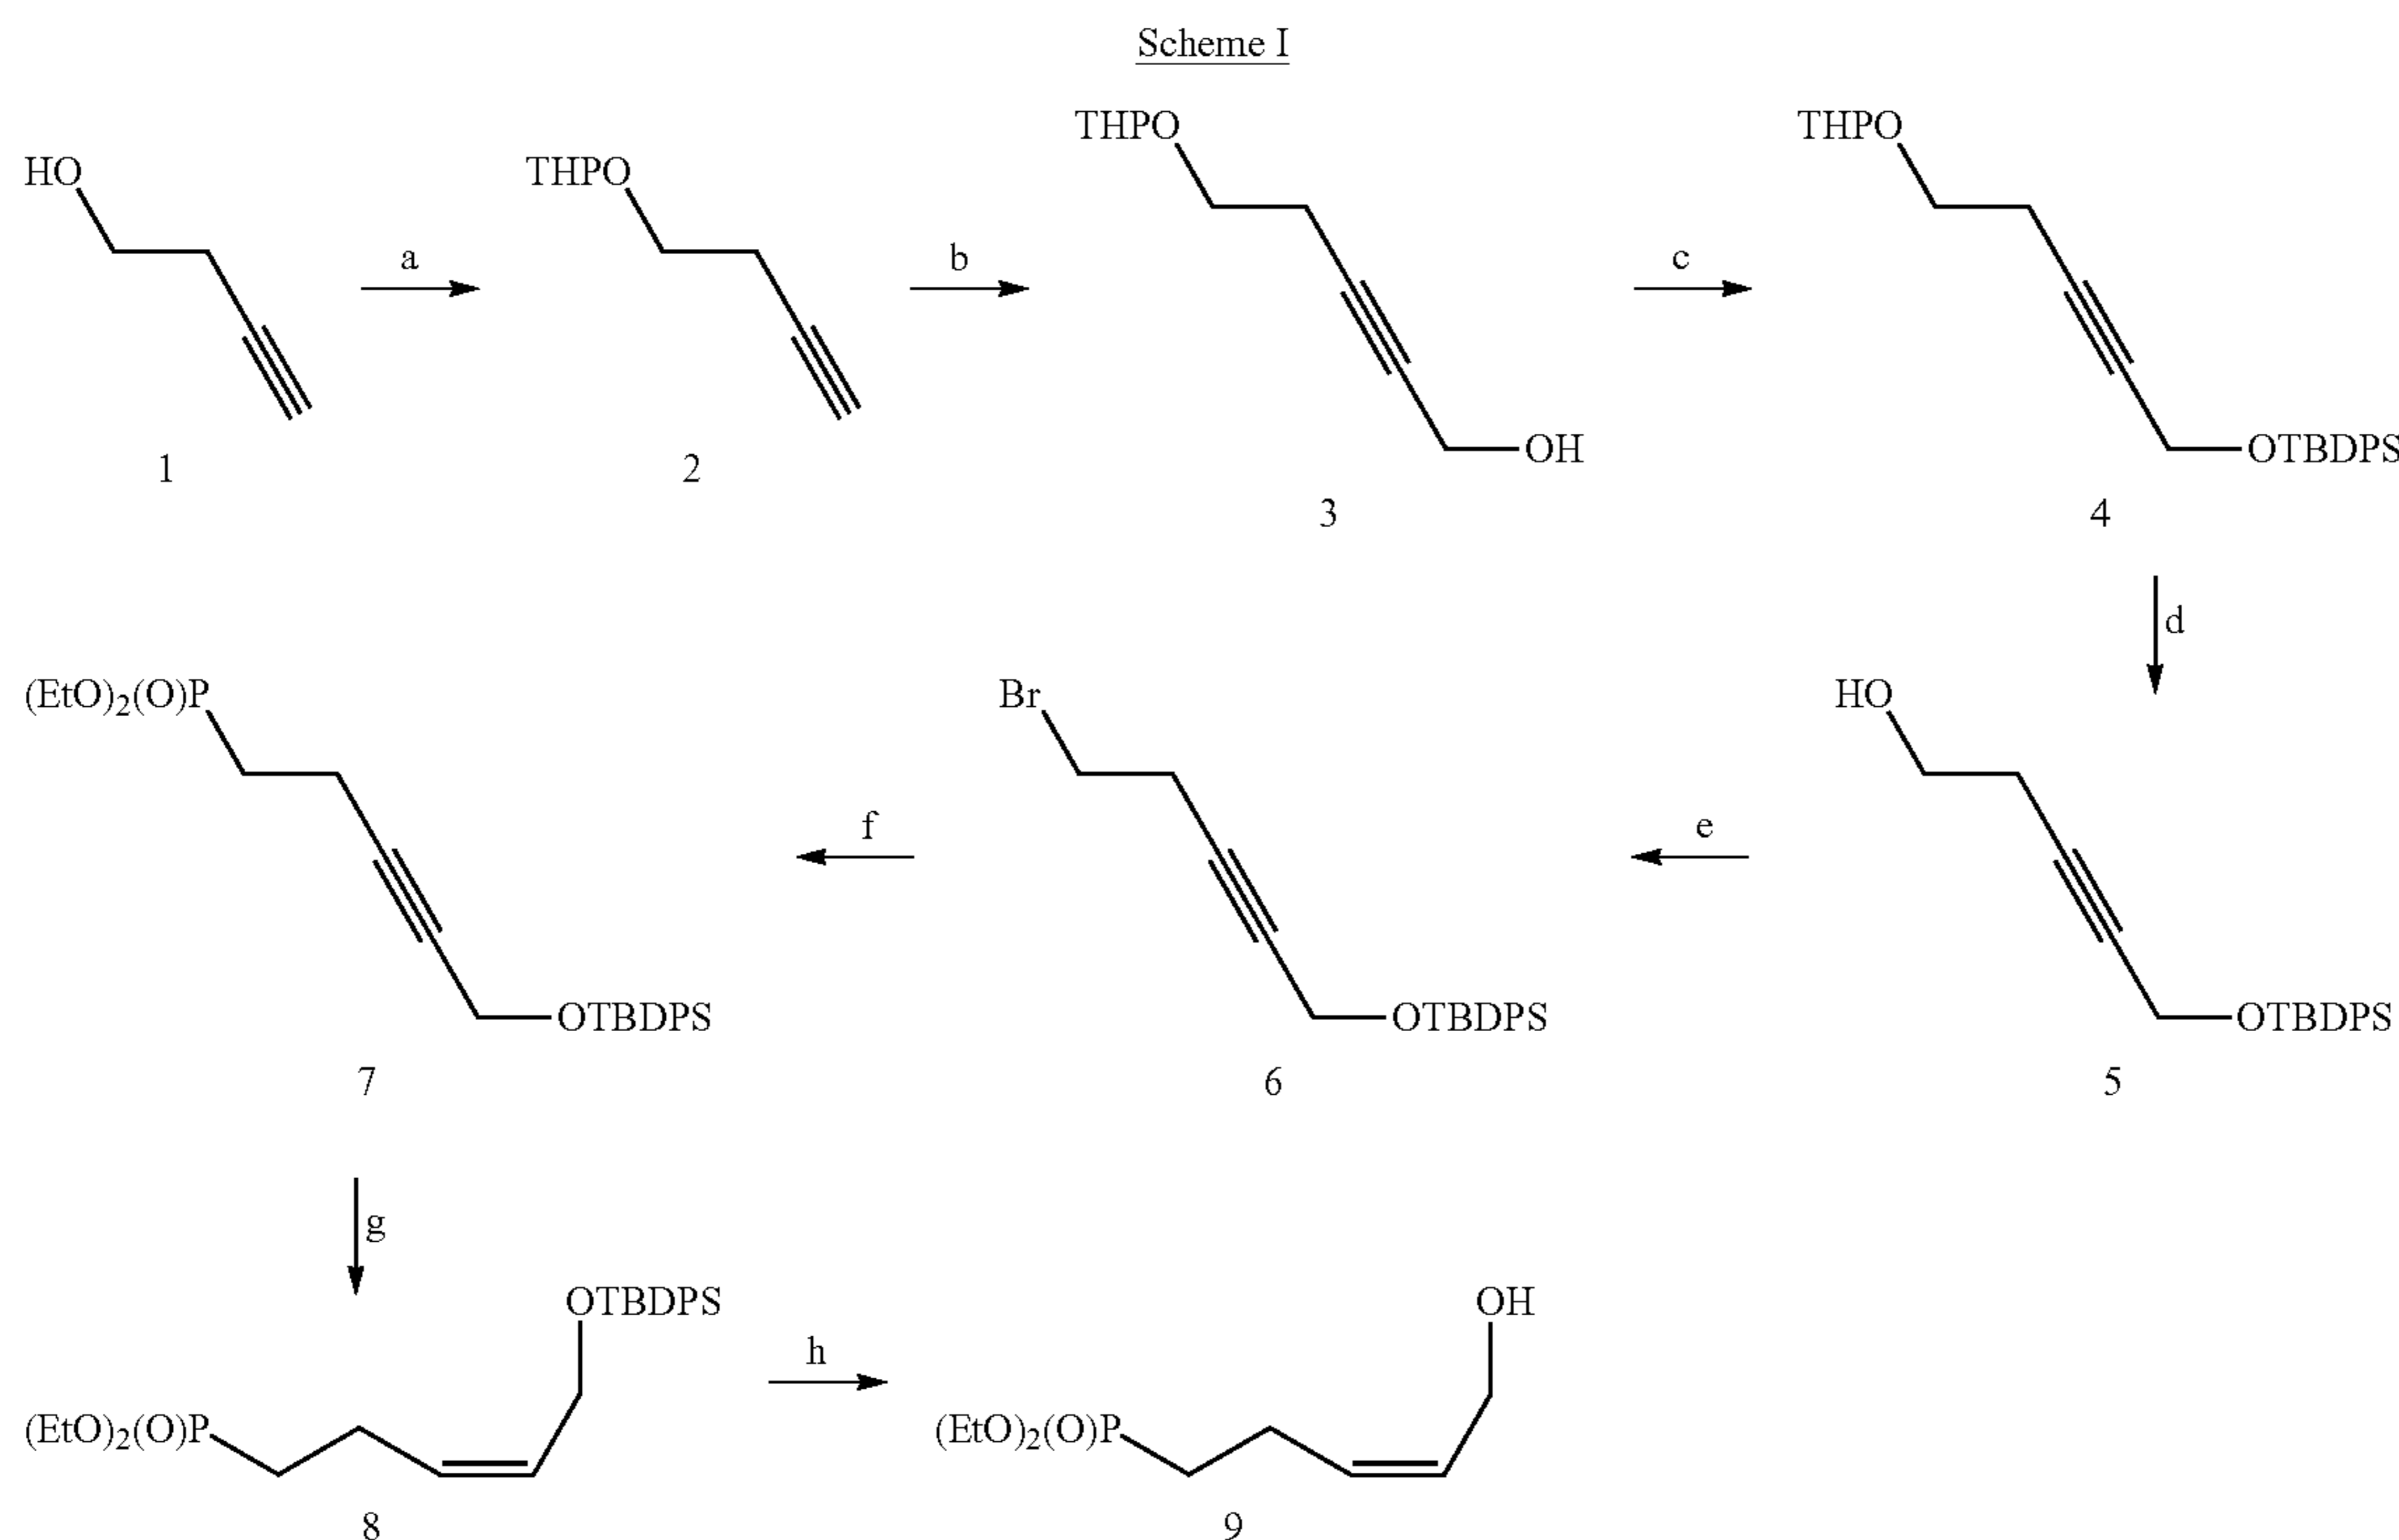 Scheme I
HO
THPO
THPO
THPO
a
b
c
OH
OTBDPS
1
2
3
4
d
(EtO)₂(O)P
Br
HO
f
e
OTBDPS
OTBDPS
OTBDPS
7
6
5
g
OTBDPS
OH
h
(EtO)₂(O)P
(EtO)₂(O)P
8
9